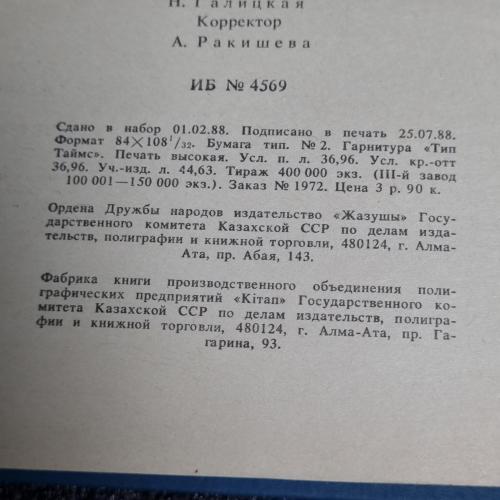 Н. Галицкая
Корректор
А. Ракишева
ИБ № 4569
Сдано в набор 01.02.88. Подписано в печать 25.07.88.
Формат 84×108¹/₃₂. Бумага тип. № 2. Гарнитура «Тип
Таймс». Печать высокая. Усл. п. л. 36,96. Усл. кр.-отт
36,96. Уч.-изд. л. 44,63. Тираж 400 000 экз. (III-й завод
100 001—150 000 экз.). Заказ № 1972. Цена 3 р. 90 к.
Ордена Дружбы народов издательство «Жазушы» Госу-
дарственного комитета Казахской ССР по делам изда-
тельств, полиграфии и книжной торговли, 480124, г. Алма-
Ата, пр. Абая, 143.
Фабрика книги производственного объединения поли-
графических предприятий «Кітап» Государственного ко-
митета Казахской ССР по делам издательств, полигра-
фии и книжной торговли, 480124, г. Алма-Ата, пр. Га-
гарина, 93.